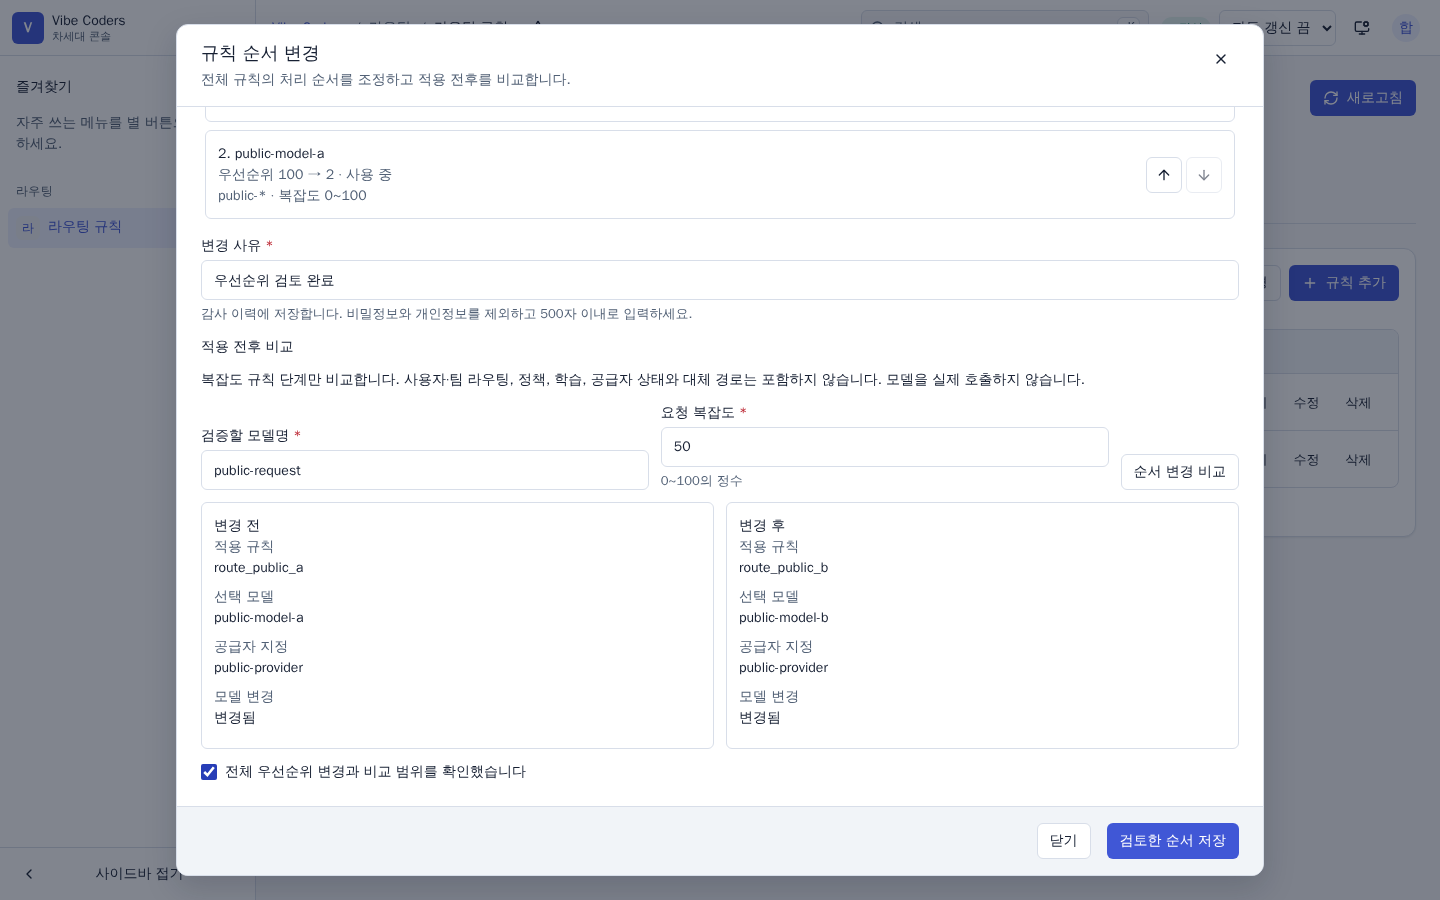 V
Vibe Coders
차세대 콘솔
규칙 순서 변경
전체 규칙의 처리 순서를 조정하고 적용 전후를 비교합니다.
갱신 끔
합
즐겨찾기
자주 쓰는 메뉴를 별 버튼
하세요.
새로고침
라우팅
라
라우팅 규칙
2. public-model-a
우선순위 100 → 2 · 사용 중
public-* · 복잡도 0~100
변경 사유 *
우선순위 검토 완료
감사 이력에 저장합니다. 비밀정보와 개인정보를 제외하고 500자 이내로 입력하세요.
규칙 추가
적용 전후 비교
복잡도 규칙 단계만 비교합니다. 사용자·팀 라우팅, 정책, 학습, 공급자 상태와 대체 경로는 포함하지 않습니다. 모델을 실제 호출하지 않습니다.
수정
삭제
검증할 모델명 *
public-request
요청 복잡도 *
50
0~100의 정수
순서 변경 비교
수정
삭제
변경 전
적용 규칙
route_public_a
선택 모델
public-model-a
공급자 지정
public-provider
모델 변경
변경됨
변경 후
적용 규칙
route_public_b
선택 모델
public-model-b
공급자 지정
public-provider
모델 변경
변경됨
전체 우선순위 변경과 비교 범위를 확인했습니다
닫기
검토한 순서 저장
사이드바 접기